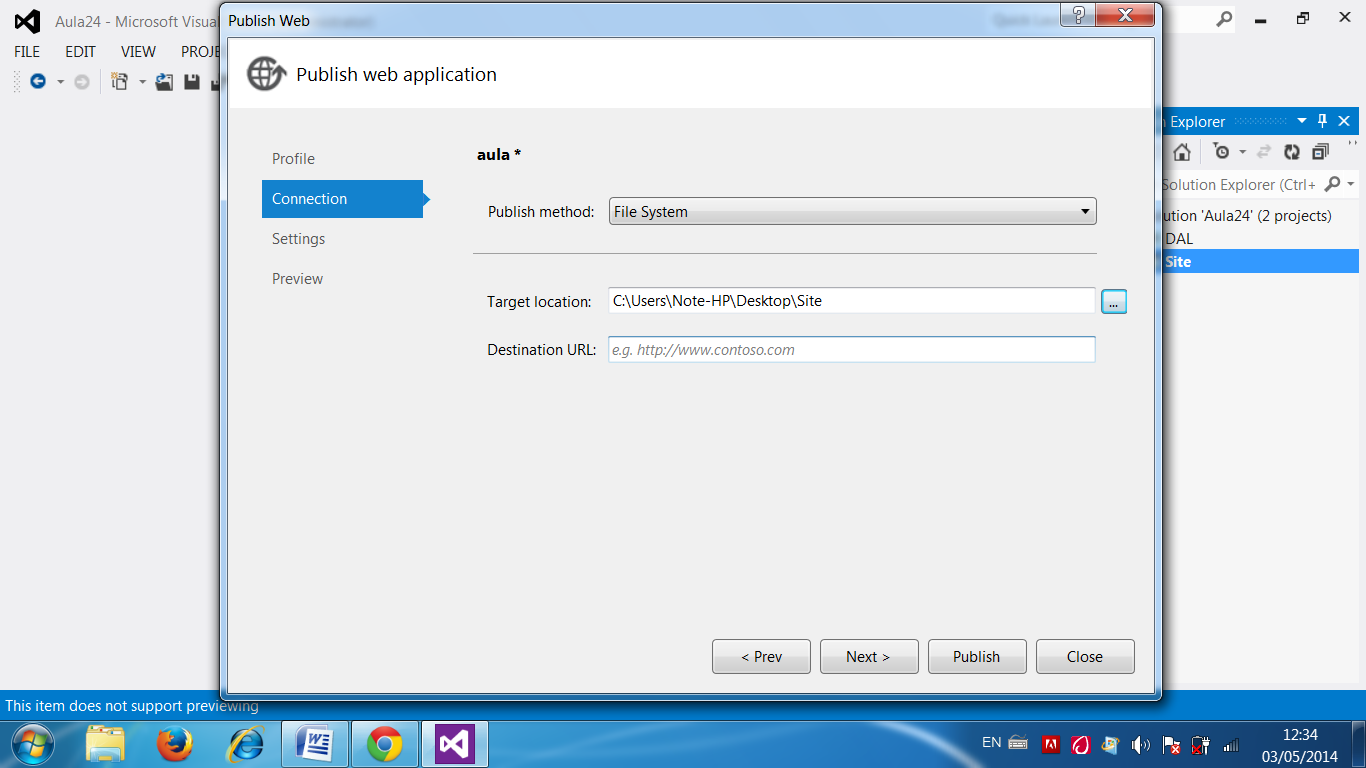 Aula24 - Microsoft Visu
Publish Web
FILE EDIT VIEW PROJE
Publish web application
Explorer
Profile
Connection
Settings
Preview
aula *
Publish method: File System
Target location: C:\Users\Note-HP\Desktop\Site ...
Destination URL: e.g. http://www.contoso.com
Solution Explorer (Ctrl+
ution 'Aula24' (2 projects)
DAL
Site
< Prev Next > Publish Close
This item does not support previewing
EN 12:34
03/05/2014